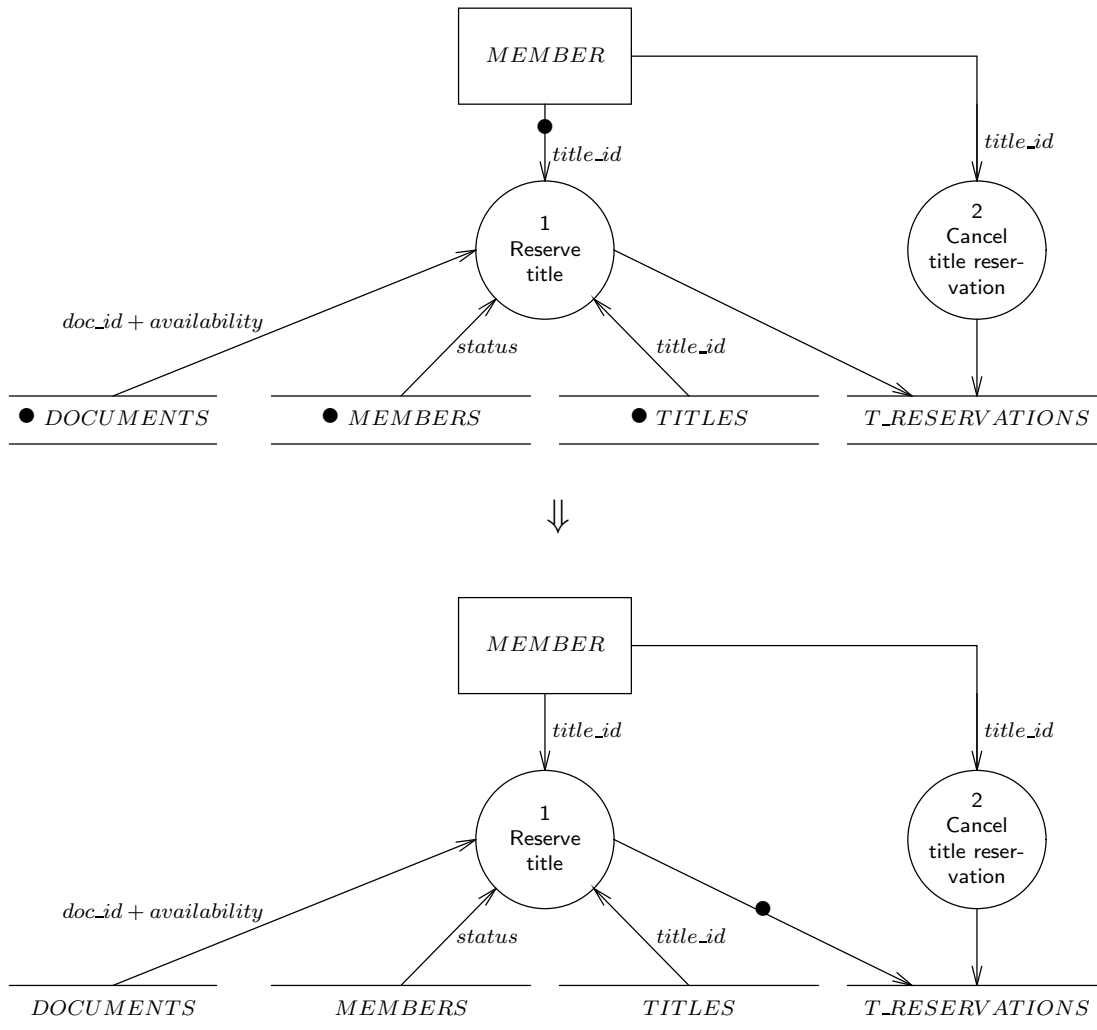 MEMBER
title_id
title_id
1
Reserve
title
2
Cancel
title reser-
vation
doc_id + availability
status
title_id
DOCUMENTS
MEMBERS
TITLES
T_RESERVATIONS
⇓
MEMBER
title_id
title_id
1
Reserve
title
2
Cancel
title reser-
vation
doc_id + availability
status
title_id
DOCUMENTS
MEMBERS
TITLES
T_RESERVATIONS